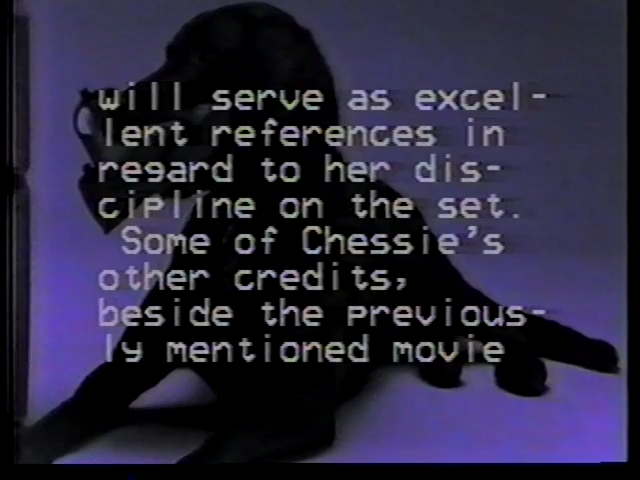 will serve as excel-
lent references in
regard to her dis-
cipline on the set.
Some of Chessie's
other credits,
beside the previous-
ly mentioned movie